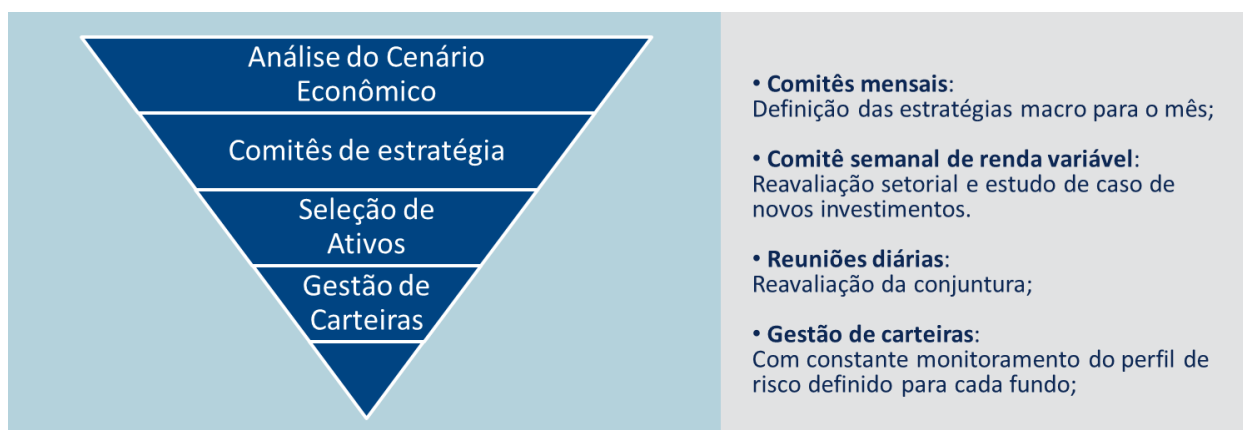 Análise do Cenário
Econômico
Comitês de estratégia
Seleção de
Ativos
Gestão de
Carteiras
• Comitês mensais:
Definição das estratégias macro para o mês;
• Comitê semanal de renda variável:
Reavaliação setorial e estudo de caso de
novos investimentos.
• Reuniões diárias:
Reavaliação da conjuntura;
• Gestão de carteiras:
Com constante monitoramento do perfil de
risco definido para cada fundo;